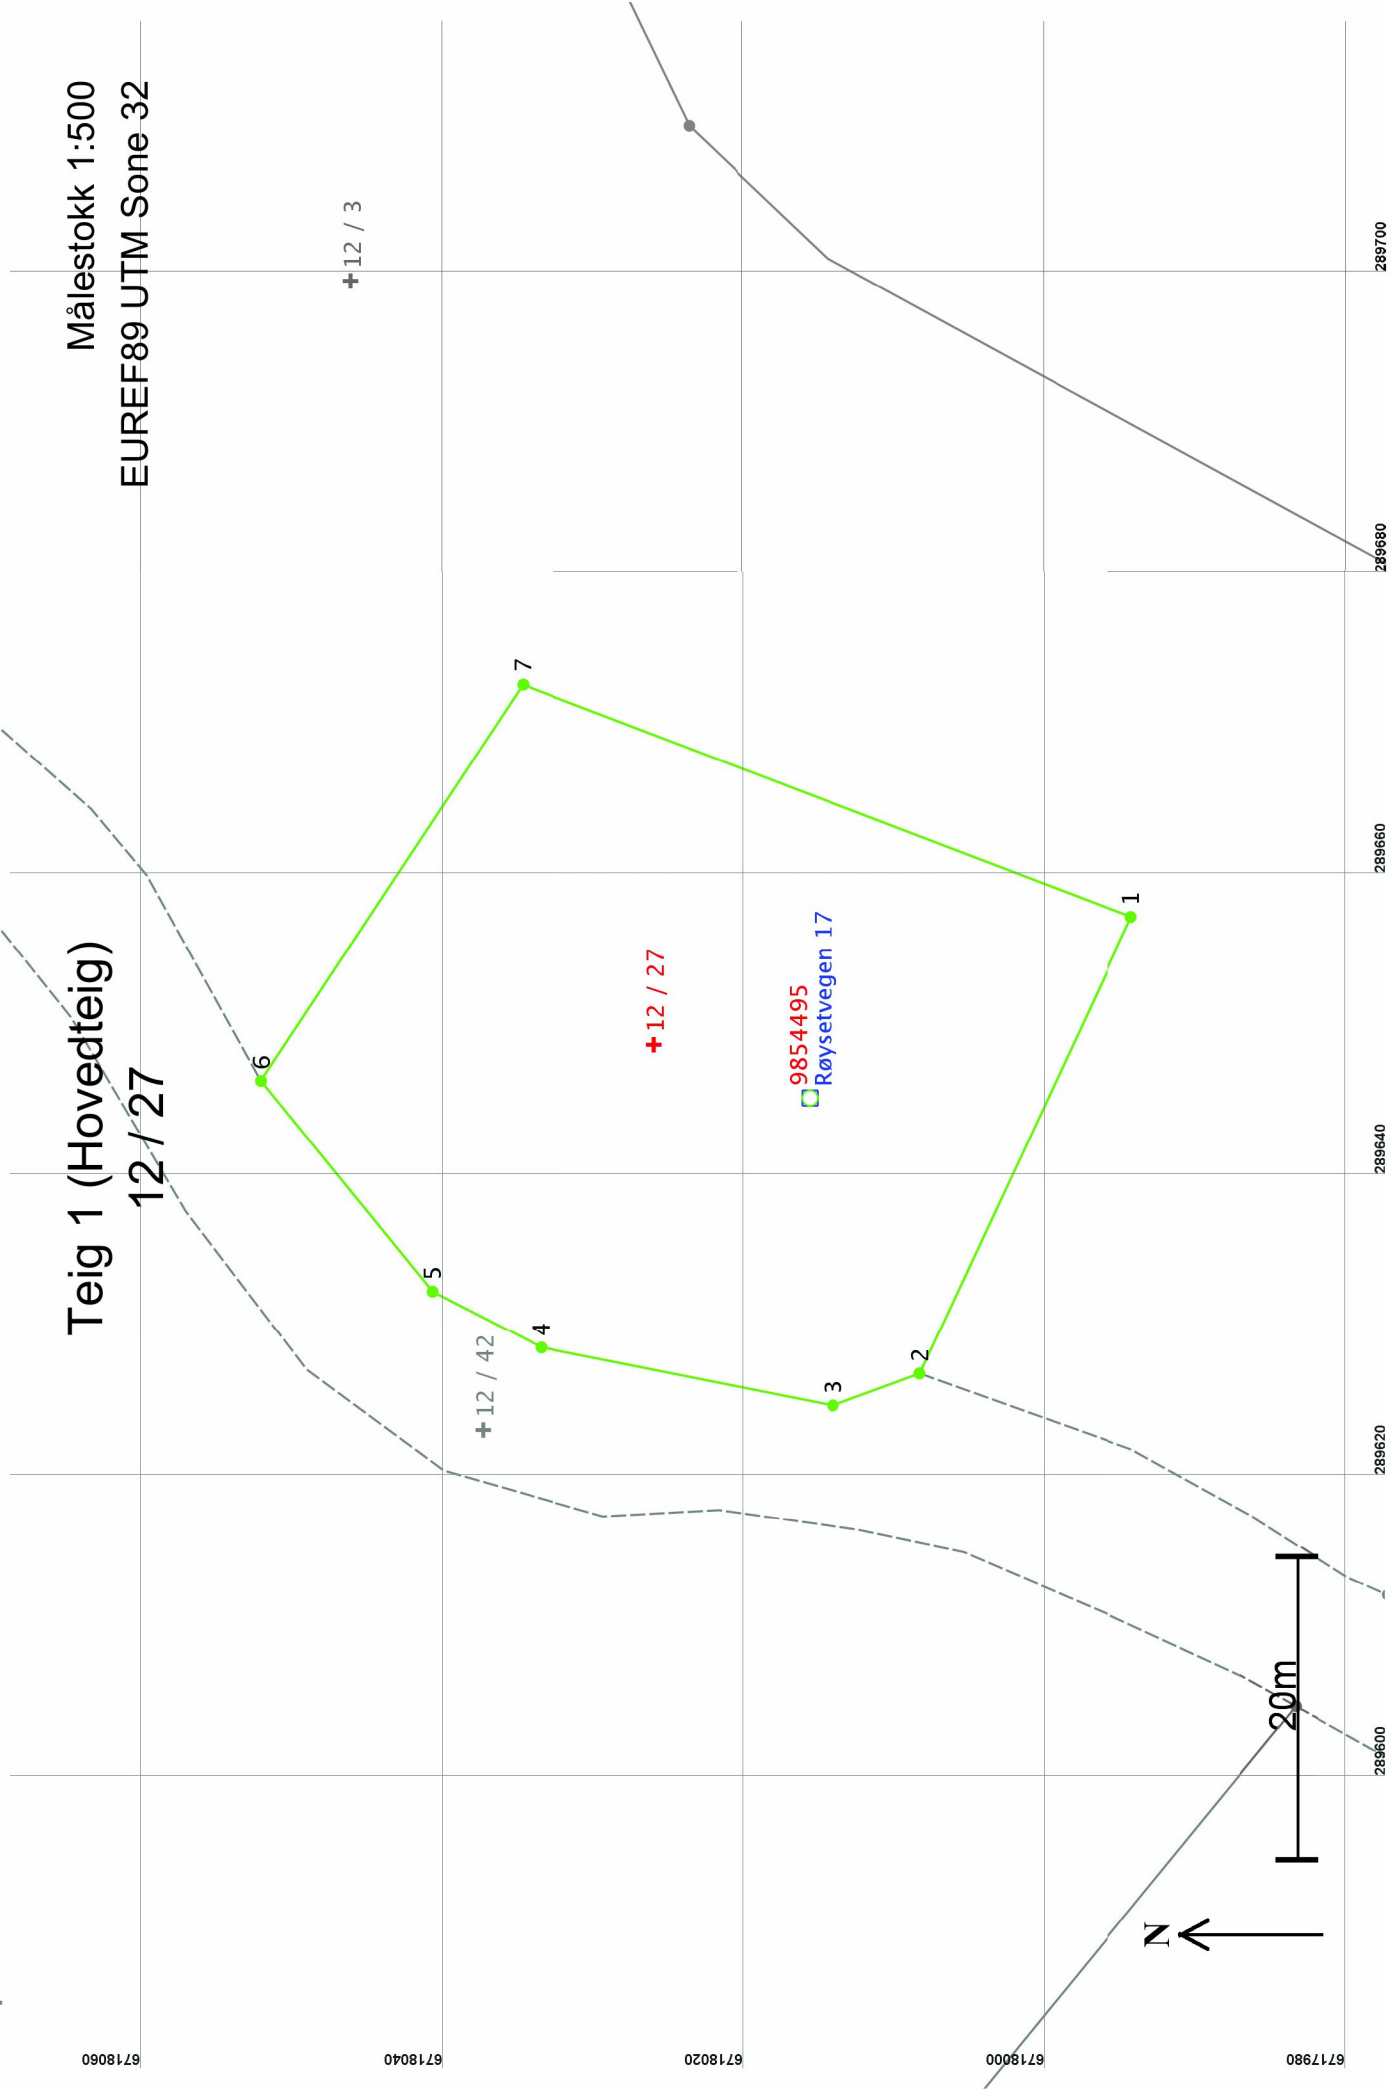 Målestokk 1:500
EUREF89 UTM Sone 32
Teig 1 (Hovedteig)
12 / 27
12 / 3
12 / 42
12 / 27
9854495
Røysetvegen 17
1
2
3
4
5
6
7
20m
N
289600
289620
289640
289660
289680
289700
6718060
6718040
6718020
6718000
6717980